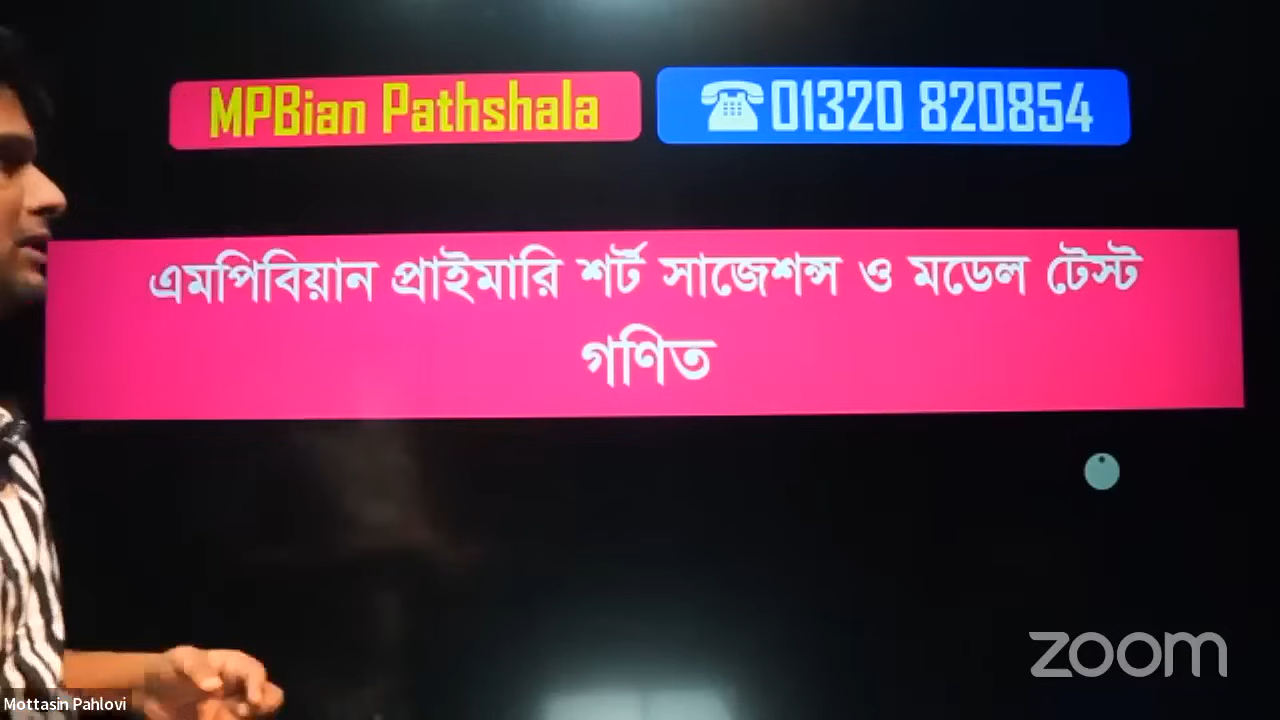 MPBian Pathshala
01320 820854
এমপিবিয়ান প্রাইমারি শর্ট সাজেশন্স ও মডেল টেস্ট
গণিত
zoom
Mottasin Pahlovi